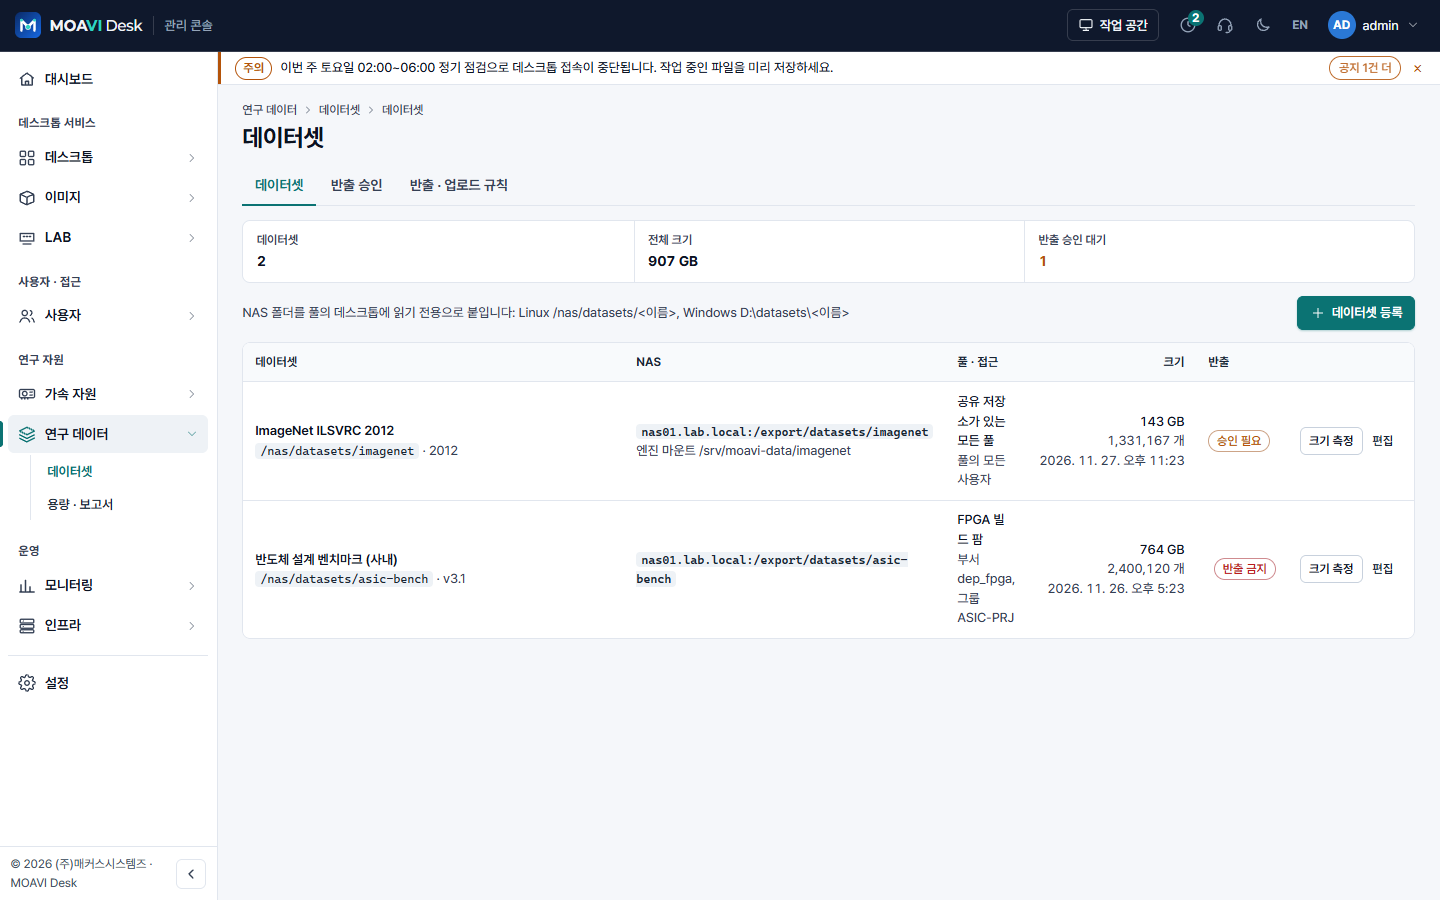 MOAVI Desk
관리 콘솔
작업 공간
2
EN
AD
admin
대시보드
데스크톱 서비스
데스크톱
이미지
LAB
사용자 · 접근
사용자
연구 자원
가속 자원
연구 데이터
데이터셋
용량 · 보고서
운영
모니터링
인프라
설정
© 2026 (주)매커스시스템즈 ·
MOAVI Desk
주의
이번 주 토요일 02:00~06:00 정기 점검으로 데스크톱 접속이 중단됩니다. 작업 중인 파일을 미리 저장하세요.
공지 1건 더
×
연구 데이터 > 데이터셋 > 데이터셋
데이터셋
데이터셋
반출 승인
반출 · 업로드 규칙
데이터셋
2
전체 크기
907 GB
반출 승인 대기
1
NAS 폴더를 풀의 데스크톱에 읽기 전용으로 붙입니다: Linux /nas/datasets/<이름>, Windows D:\datasets\<이름>
+ 데이터셋 등록
데이터셋
NAS
풀 · 접근
크기
반출
ImageNet ILSVRC 2012
/nas/datasets/imagenet · 2012
nas01.lab.local:/export/datasets/imagenet
엔진 마운트 /srv/moavi-data/imagenet
공유 저장
소가 있는
모든 풀
풀의 모든
사용자
143 GB
1,331,167 개
2026. 11. 27. 오후 11:23
승인 필요
크기 측정
편집
반도체 설계 벤치마크 (사내)
/nas/datasets/asic-bench · v3.1
nas01.lab.local:/export/datasets/asic-
bench
FPGA 빌
드 팜
부서
dep_fpga,
그룹
ASIC-PRJ
764 GB
2,400,120 개
2026. 11. 26. 오후 5:23
반출 금지
크기 측정
편집